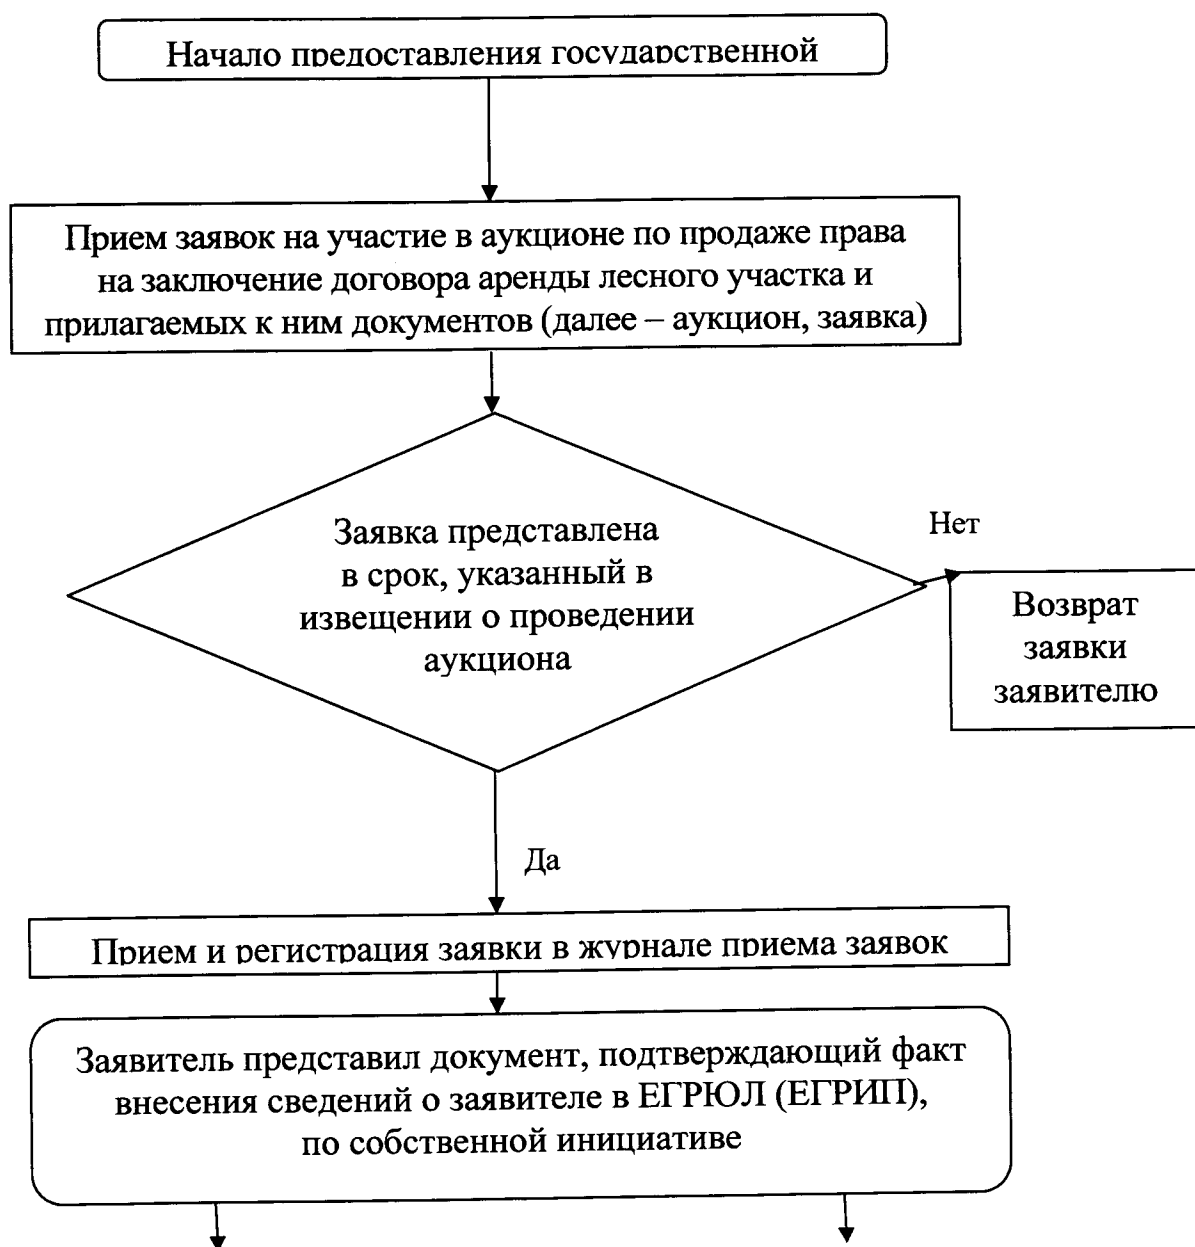 Начало предоставления государственной
Прием заявок на участие в аукционе по продаже права
на заключение договора аренды лесного участка и
прилагаемых к ним документов (далее – аукцион, заявка)
Заявка представлена
в срок, указанный в
извещении о проведении
аукциона
Нет
Возврат
заявки
заявителю
Да
Прием и регистрация заявки в журнале приема заявок
Заявитель представил документ, подтверждающий факт
внесения сведений о заявителе в ЕГРЮЛ (ЕГРИП),
по собственной инициативе